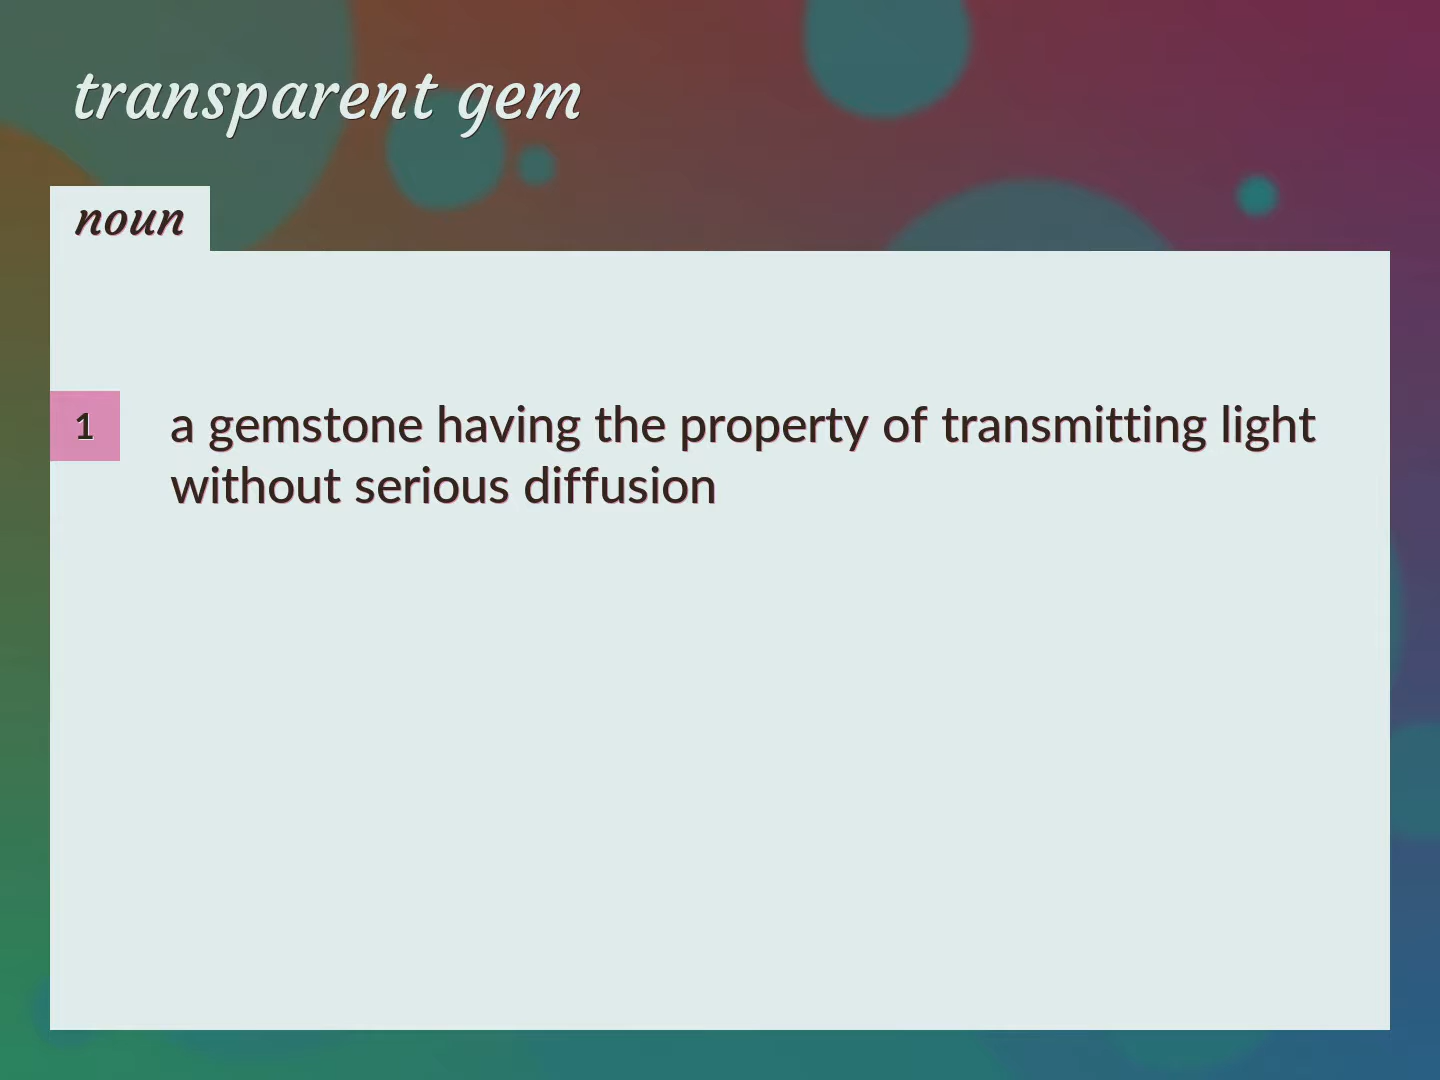 transparent gem
noun
1
a gemstone having the property of transmitting light
without serious diffusion